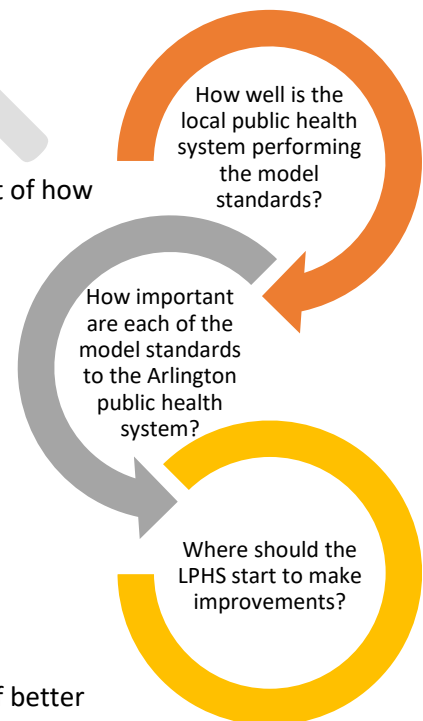 How well is the
local public health
system performing
the model
standards?
t of how
How important
are each of the
model standards
to the Arlington
public health
system?
Where should the
LPHS start to make
improvements?
f better